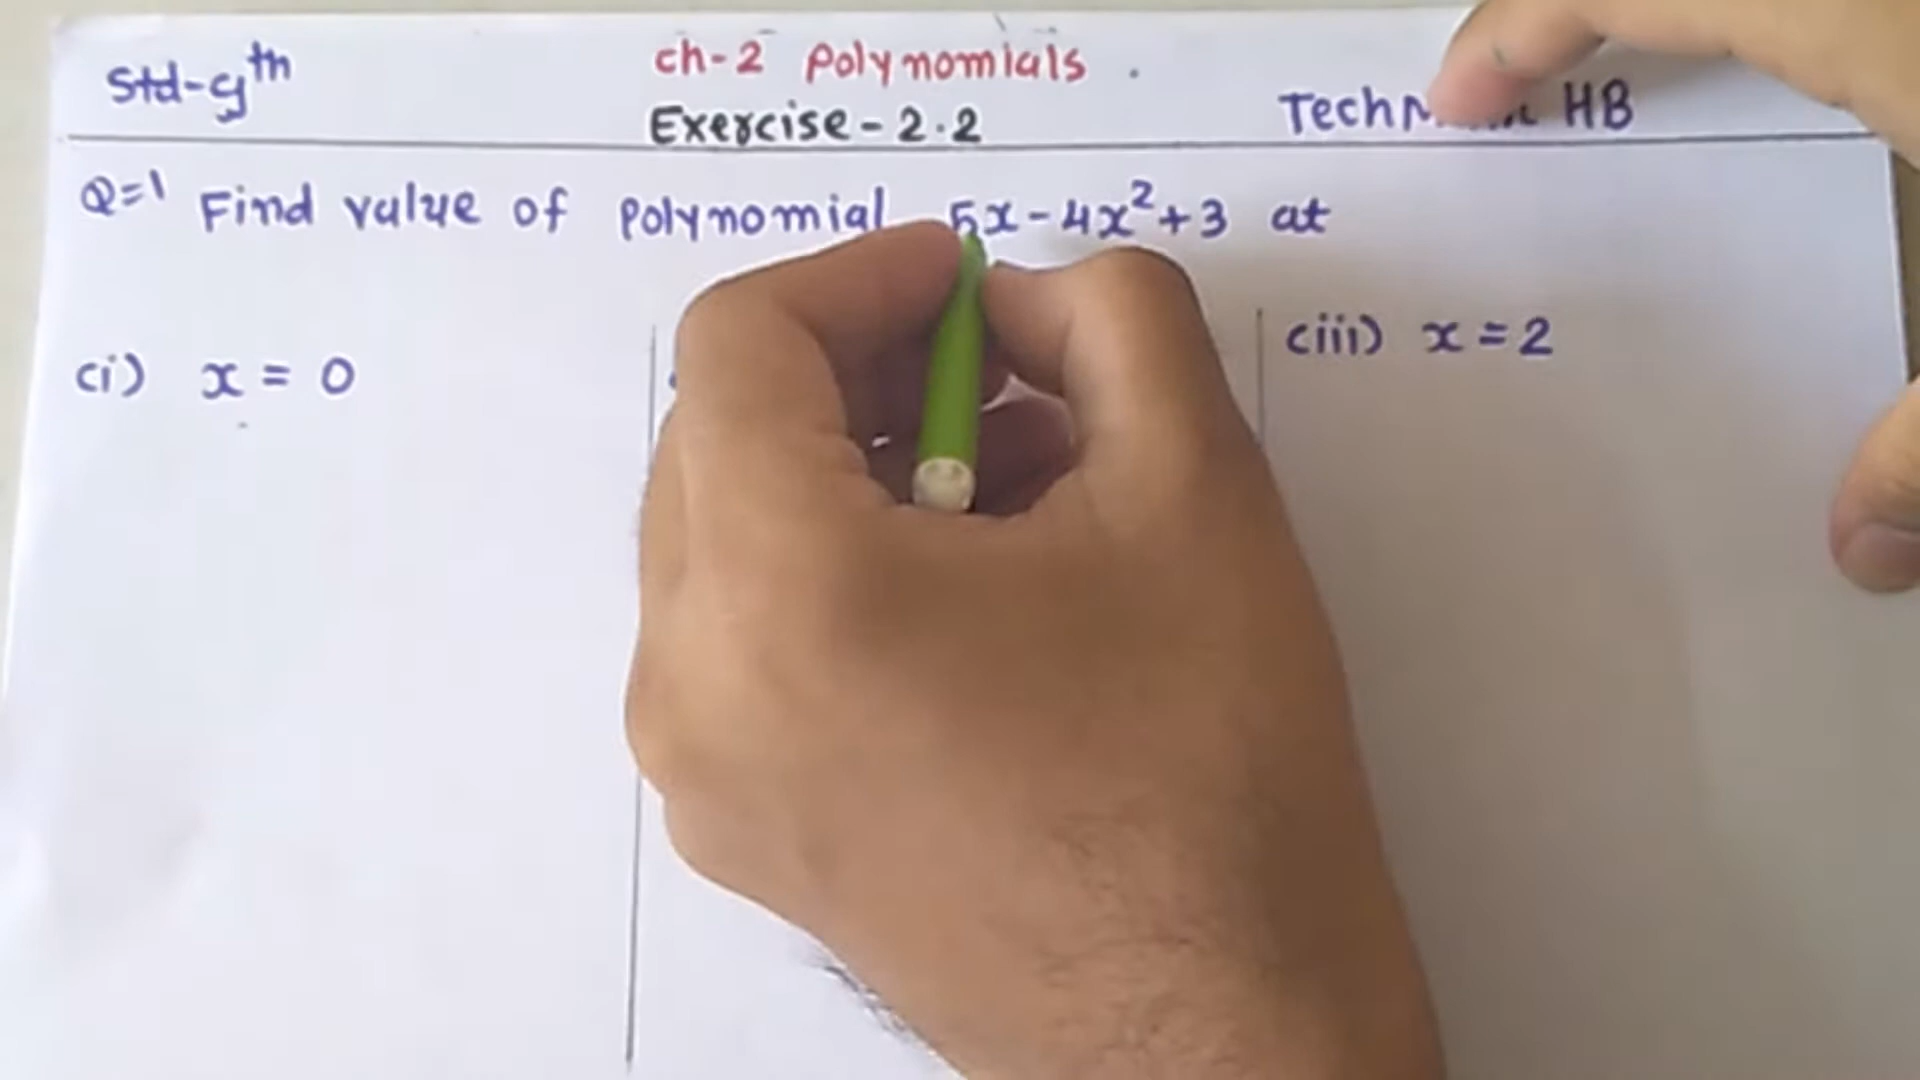 Std-9th
ch-2 Polynomials
Exercise-2.2
HB
Q=1 Find value of Polynomial 5x-4x²+3 at
(i) x = 0
(iii) x = 2